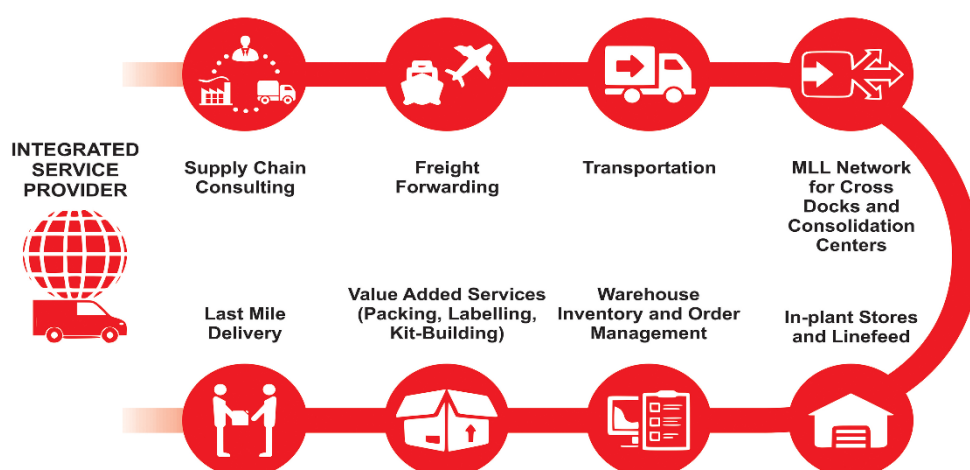 INTEGRATED
SERVICE
PROVIDER
Supply Chain
Consulting
Freight
Forwarding
Transportation
MLL Network
for Cross
Docks and
Consolidation
Centers
Last Mile
Delivery
Value Added Services
(Packing, Labelling,
Kit-Building)
Warehouse
Inventory and Order
Management
In-plant Stores
and Linefeed